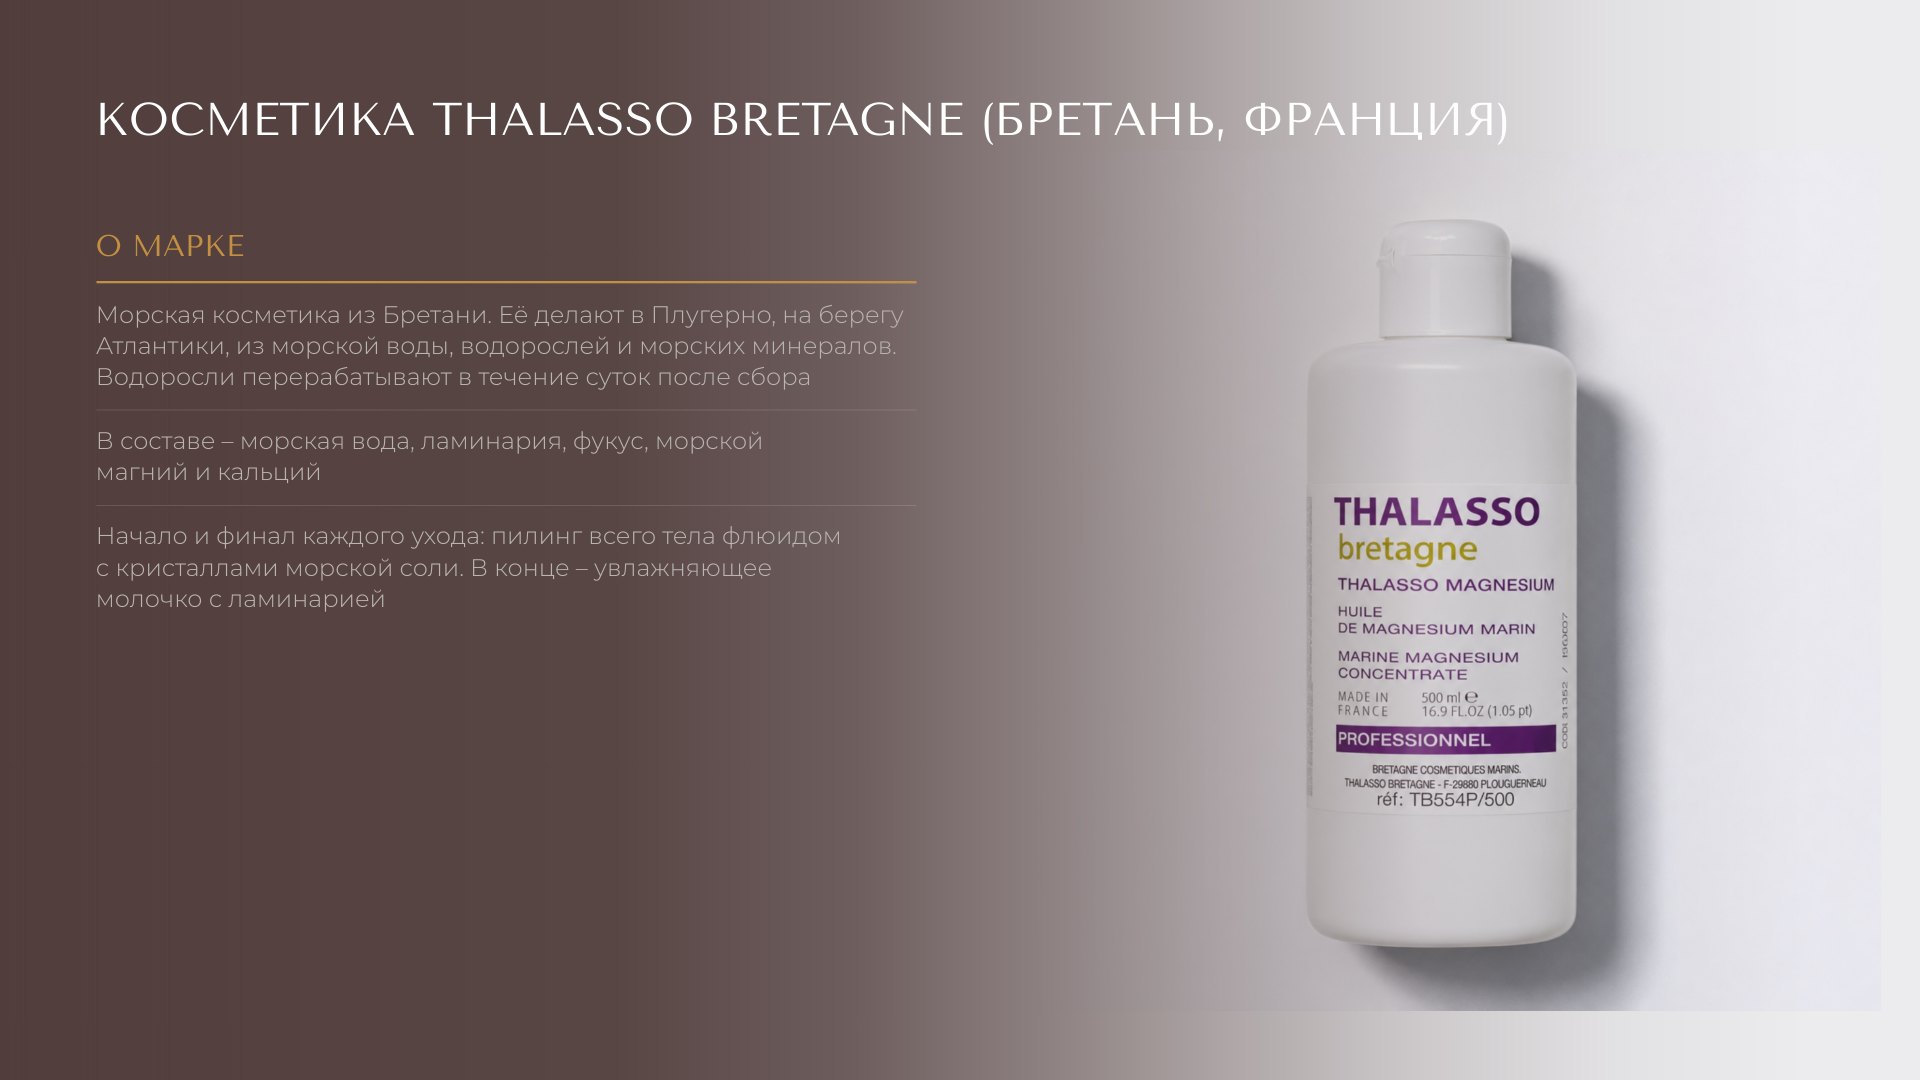 КОСМЕТИКА THALASSO BRETAGNE (БРЕТАНЬ, ФРАНЦИЯ)
О МАРКЕ
Морская косметика из Бретани. Её делают в Плугерно, на берегу
Атлантики, из морской воды, водорослей и морских минералов.
Водоросли перерабатывают в течение суток после сбора
В составе – морская вода, ламинария, фукус, морской
магний и кальций
Начало и финал каждого ухода: пилинг всего тела флюидом
с кристаллами морской соли. В конце – увлажняющее
молочко с ламинарией
THALASSO
bretagne
THALASSO MAGNESIUM
HUILE
DE MAGNESIUM MARIN
MARINE MAGNESIUM
CONCENTRATE
MADE IN 500 ml ℮
FRANCE 16.9 FL.OZ (1.05 pt)
PROFESSIONNEL
BRETAGNE COSMETIQUES MARINS.
THALASSO BRETAGNE - F-29880 PLOUGUERNEAU
réf: TB554P/500